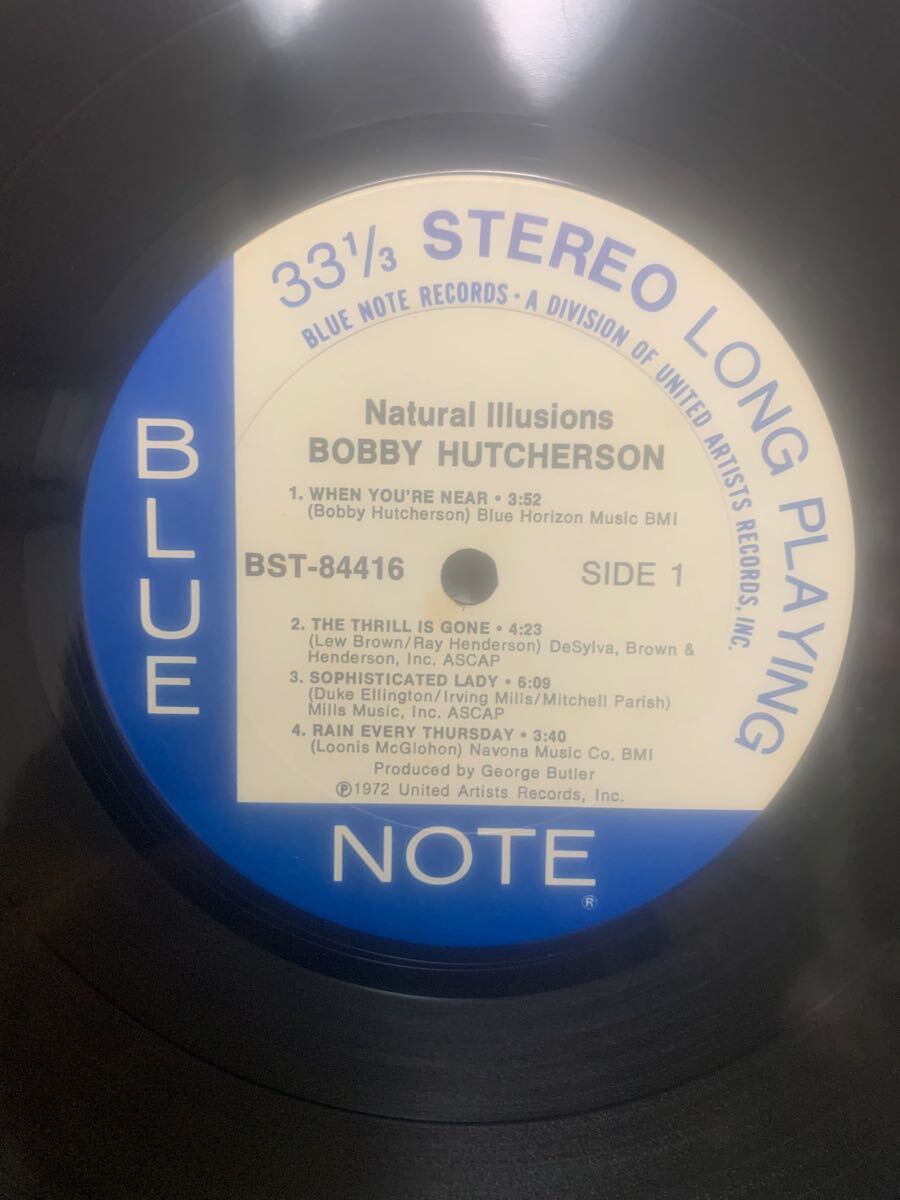 33⅓ STEREO LONG PLAYING
BLUE NOTE RECORDS • A DIVISION OF UNITED ARTISTS RECORDS, INC.
Natural Illusions
BOBBY HUTCHERSON
1. WHEN YOU'RE NEAR • 3:52
(Bobby Hutcherson) Blue Horizon Music BMI
BST-84416
SIDE 1
2. THE THRILL IS GONE • 4:23
(Lew Brown/Ray Henderson) DeSylva, Brown &
Henderson, Inc. ASCAP
3. SOPHISTICATED LADY • 6:09
(Duke Ellington/Irving Mills/Mitchell Parish)
Mills Music, Inc. ASCAP
4. RAIN EVERY THURSDAY • 3:40
(Loonis McGlohon) Navona Music Co. BMI
Produced by George Butler
℗1972 United Artists Records, Inc.
BLUE
NOTE
®